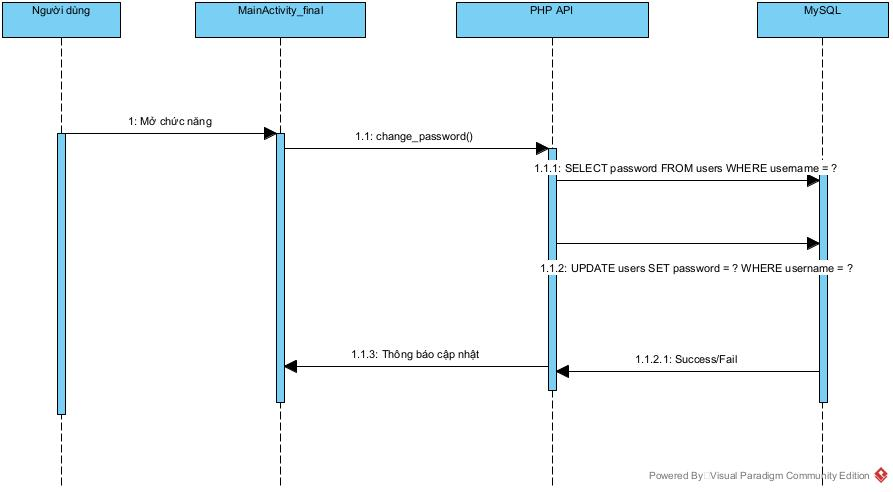 Người dùng
MainActivity_final
PHP API
MySQL
1: Mở chức năng
1.1: change_password()
1.1.1: SELECT password FROM users WHERE username = ?
1.1.2: UPDATE users SET password = ? WHERE username = ?
1.1.3: Thông báo cập nhật
1.1.2.1: Success/Fail
Powered By Visual Paradigm Community Edition